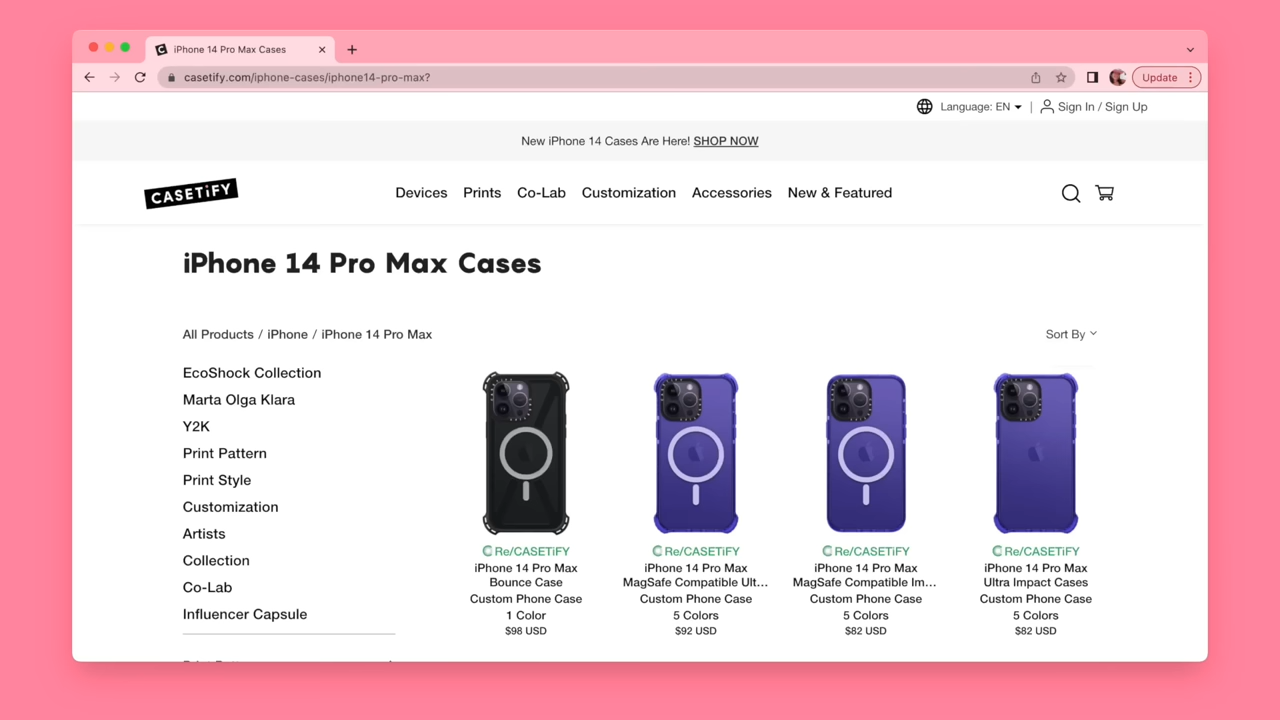 iPhone 14 Pro Max Cases
casetify.com/iphone-cases/iphone14-pro-max?
Update
Language: EN | Sign In / Sign Up
New iPhone 14 Cases Are Here! SHOP NOW
CASETiFY
Devices Prints Co-Lab Customization Accessories New & Featured
iPhone 14 Pro Max Cases
All Products / iPhone / iPhone 14 Pro Max
Sort By
EcoShock Collection
Marta Olga Klara
Y2K
Print Pattern
Print Style
Customization
Artists
Collection
Co-Lab
Influencer Capsule
Re/CASETiFY
iPhone 14 Pro Max
Bounce Case
Custom Phone Case
1 Color
$98 USD
Re/CASETiFY
iPhone 14 Pro Max
MagSafe Compatible Ult...
Custom Phone Case
5 Colors
$92 USD
Re/CASETiFY
iPhone 14 Pro Max
MagSafe Compatible Im...
Custom Phone Case
5 Colors
$82 USD
Re/CASETiFY
iPhone 14 Pro Max
Ultra Impact Cases
Custom Phone Case
5 Colors
$82 USD